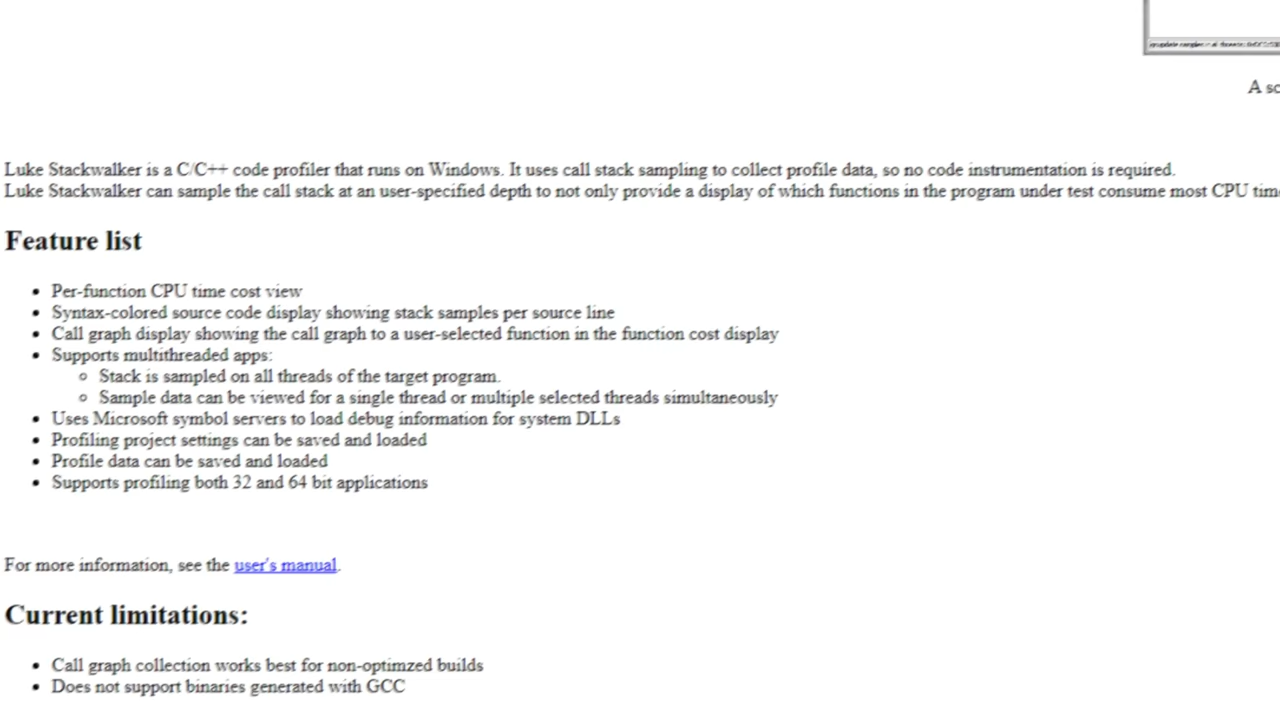 A sc
Luke Stackwalker is a C/C++ code profiler that runs on Windows. It uses call stack sampling to collect profile data, so no code instrumentation is required.
Luke Stackwalker can sample the call stack at an user-specified depth to not only provide a display of which functions in the program under test consume most CPU tim
Feature list
• Per-function CPU time cost view
• Syntax-colored source code display showing stack samples per source line
• Call graph display showing the call graph to a user-selected function in the function cost display
• Supports multithreaded apps:
◦ Stack is sampled on all threads of the target program.
◦ Sample data can be viewed for a single thread or multiple selected threads simultaneously
• Uses Microsoft symbol servers to load debug information for system DLLs
• Profiling project settings can be saved and loaded
• Profile data can be saved and loaded
• Supports profiling both 32 and 64 bit applications
For more information, see the user's manual.
Current limitations:
• Call graph collection works best for non-optimzed builds
• Does not support binaries generated with GCC